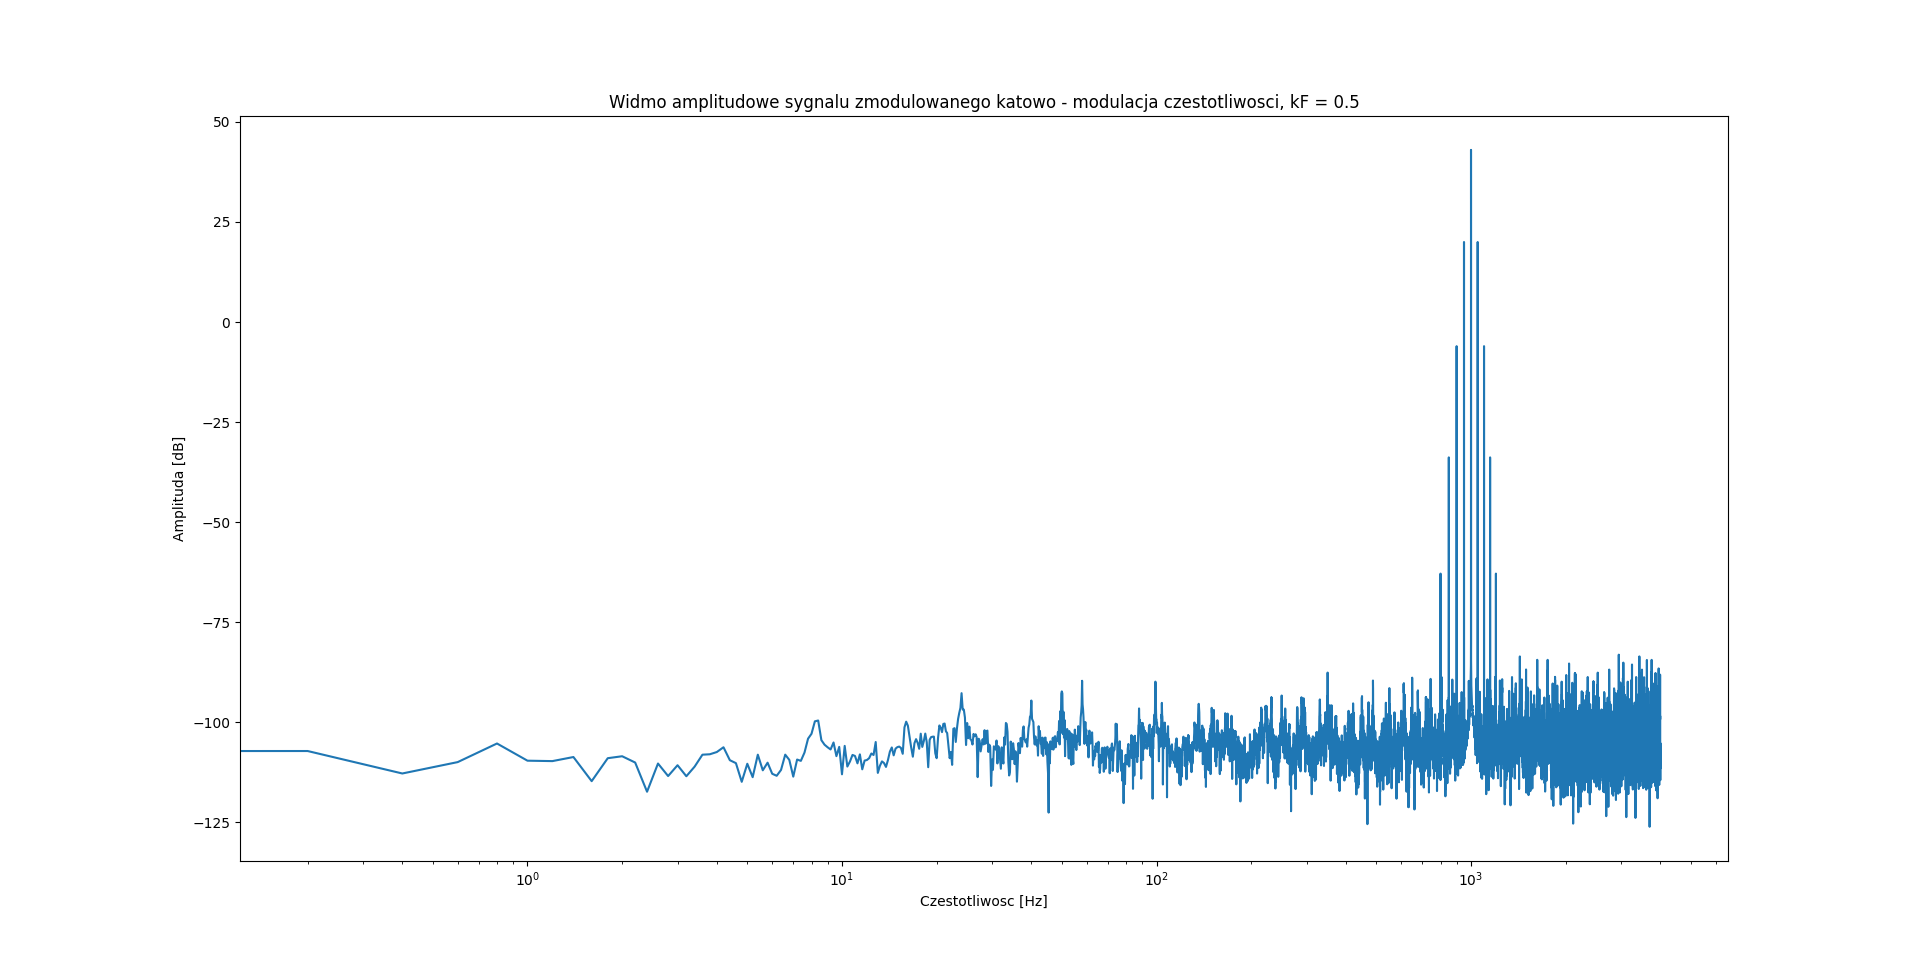 Widmo amplitudowe sygnalu zmodulowanego katowo - modulacja czestotliwosci, kF = 0.5
50
25
0
−25
−50
−75
−100
−125
Amplituda [dB]
10⁰ 10¹ 10² 10³
Czestotliwosc [Hz]